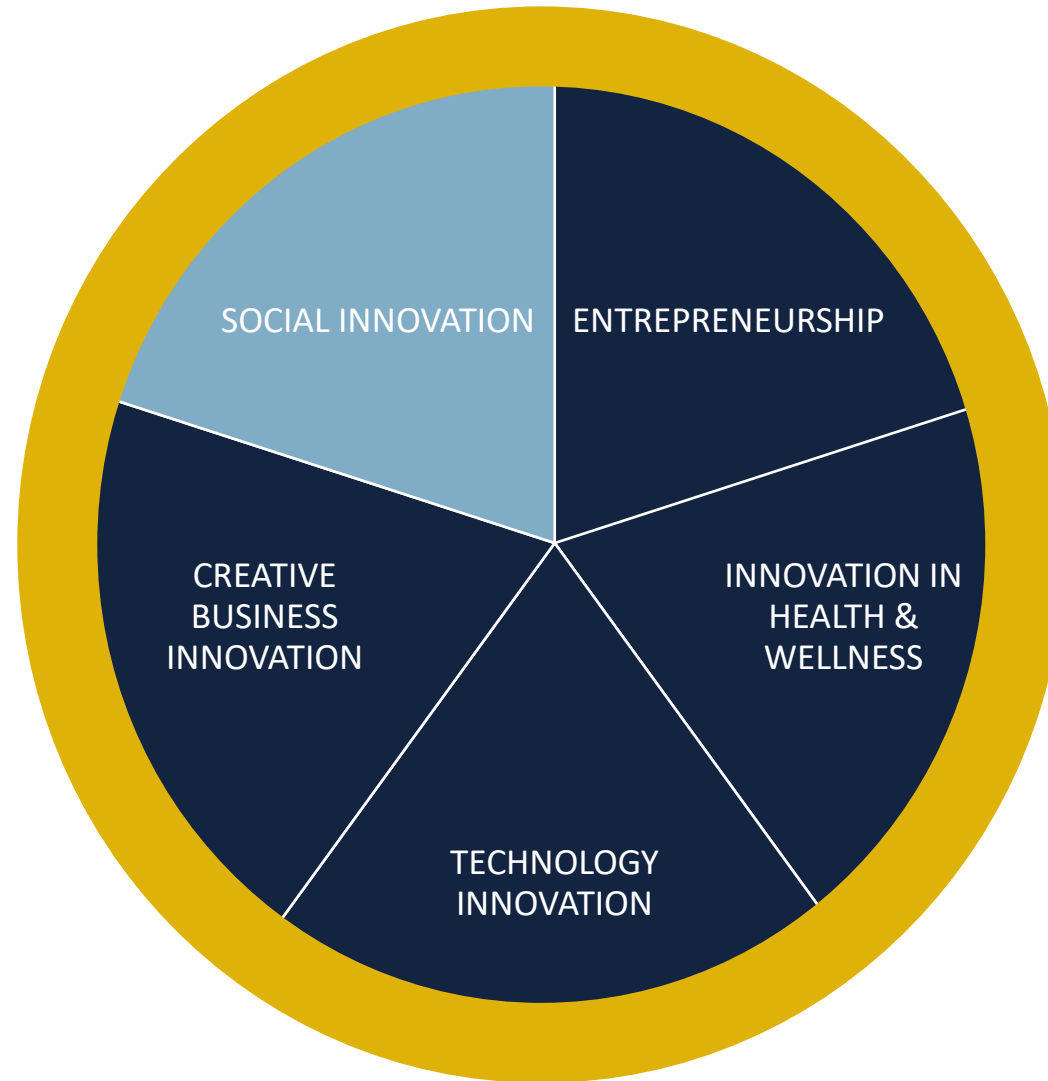 SOCIAL INNOVATION
ENTREPRENEURSHIP
CREATIVE
BUSINESS
INNOVATION
INNOVATION IN
HEALTH &
WELLNESS
TECHNOLOGY
INNOVATION